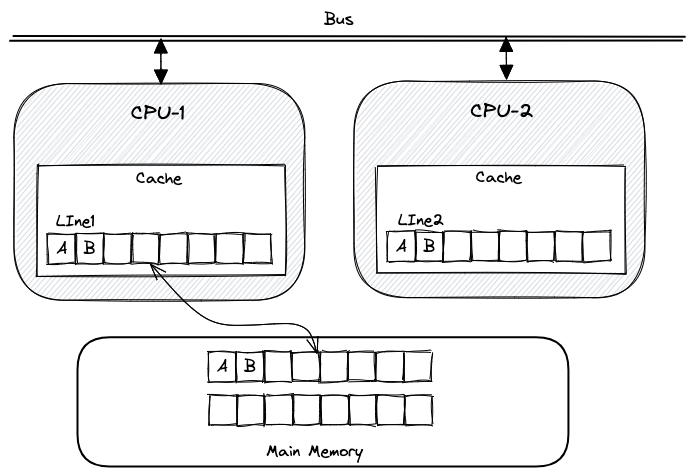 Bus
CPU-1
CPU-2
Cache
Cache
LIne1
LIne2
A B
A B
A B
Main Memory